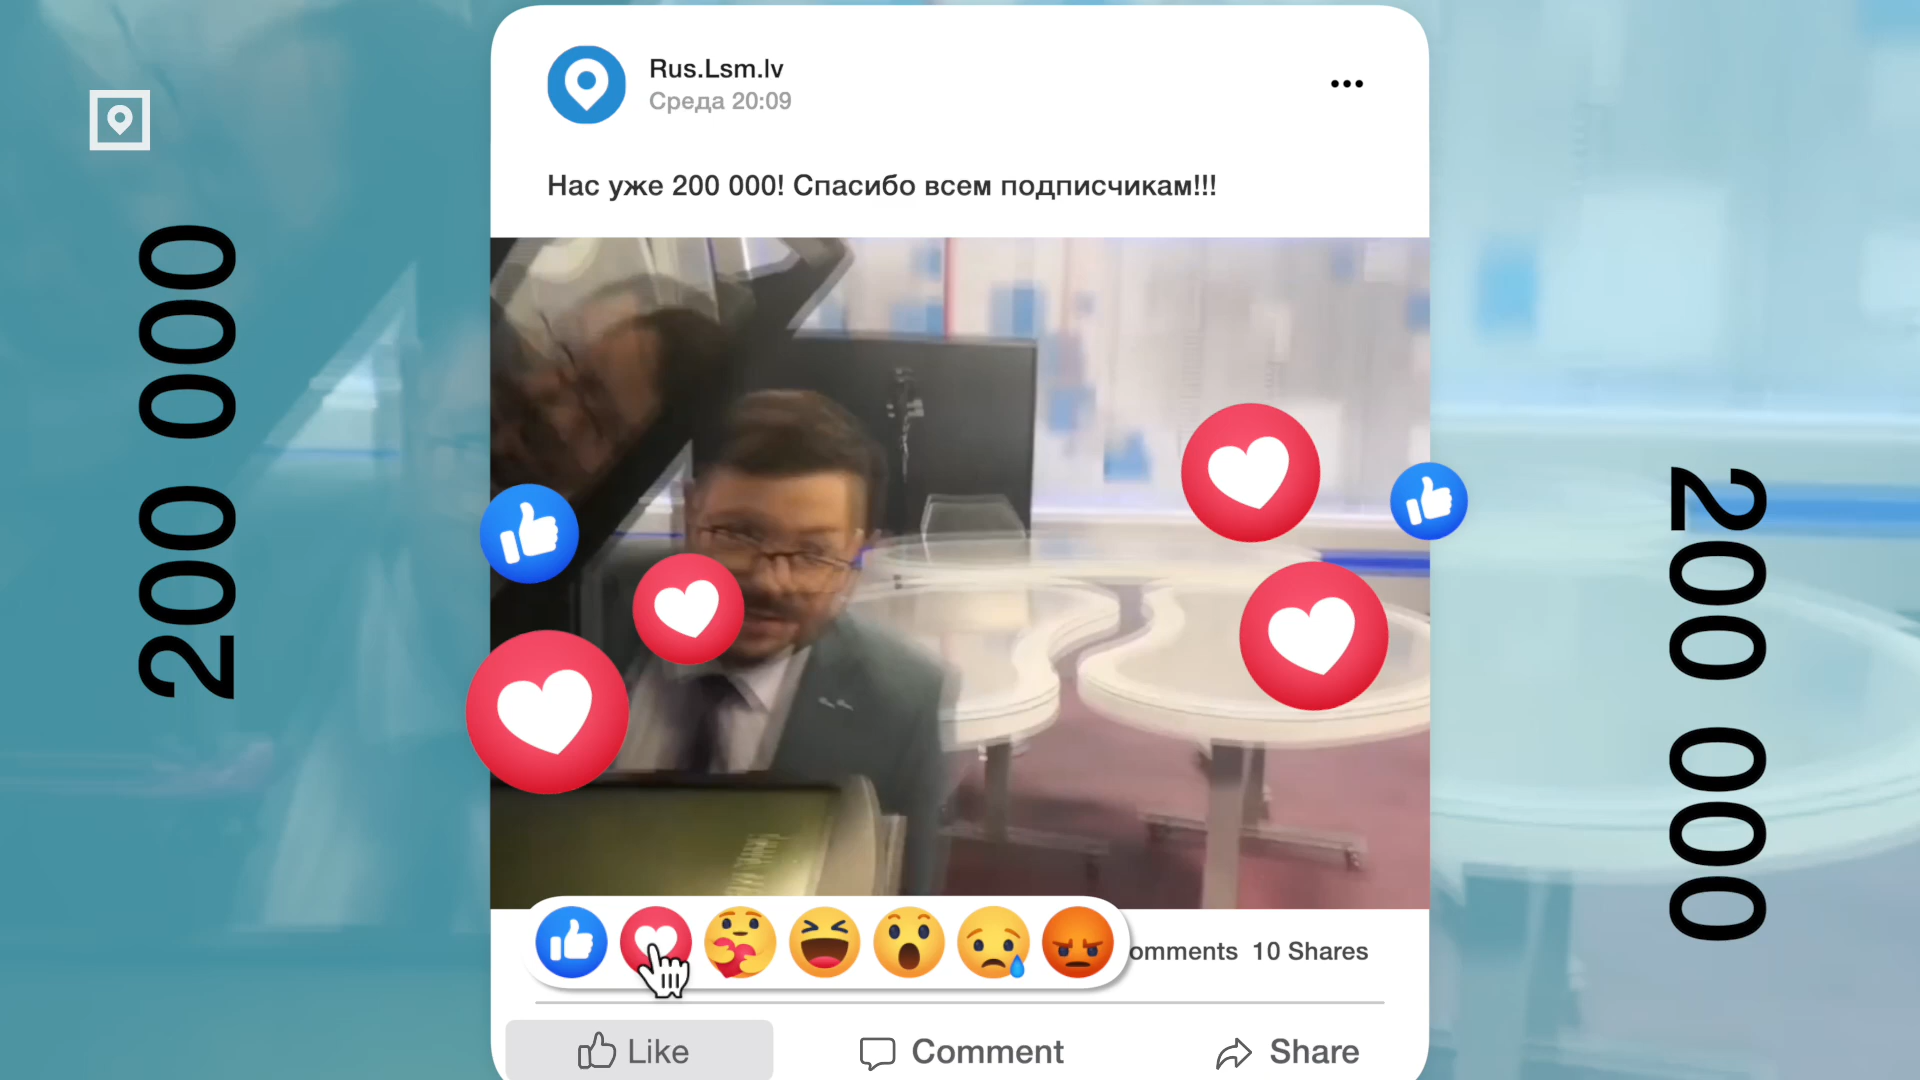 Rus.Lsm.lv
Среда 20:09
Нас уже 200 000! Спасибо всем подписчикам!!!
200 000
200 000
omments 10 Shares
Like
Comment
Share